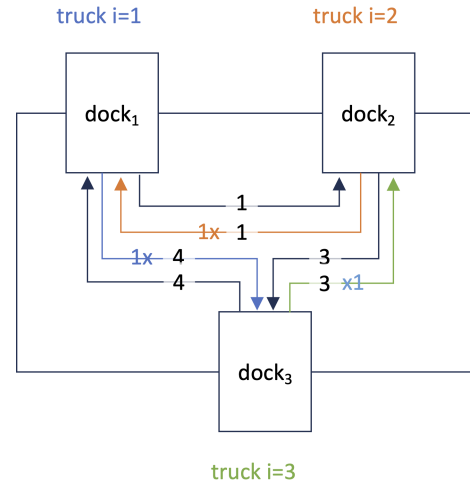 truck i=1
truck i=2
dock₁
dock₂
1
1x 1
1x 4
3
4
3 x1
dock₃
truck i=3